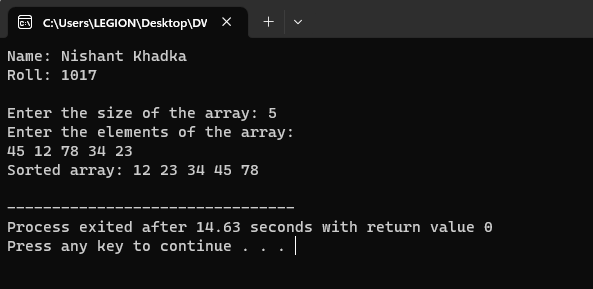 C:\Users\LEGION\Desktop\DV
Name: Nishant Khadka
Roll: 1017
Enter the size of the array: 5
Enter the elements of the array:
45 12 78 34 23
Sorted array: 12 23 34 45 78
--------------------------------
Process exited after 14.63 seconds with return value 0
Press any key to continue . . .